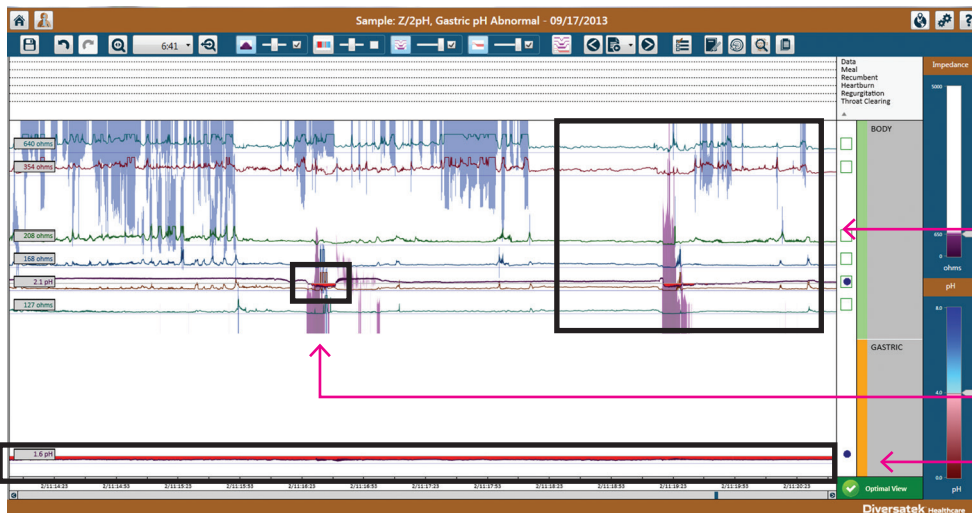 Sample: Z/2pH, Gastric pH Abnormal - 09/17/2013
6:41
Data
Meal
Recumbent
Heartburn
Regurgitation
Throat Clearing
Impedance
5000
BODY
640 ohms
354 ohms
208 ohms
168 ohms
2.1 pH
127 ohms
650
0
ohms
pH
8.0
GASTRIC
4.0
1.6 pH
0.0
pH
2/11:14:23
2/11:14:53
2/11:15:23
2/11:15:53
2/11:16:23
2/11:16:53
2/11:17:23
2/11:17:53
2/11:18:23
2/11:18:53
2/11:19:23
2/11:19:53
2/11:20:23
Optimal View
Diversatek Healthcare